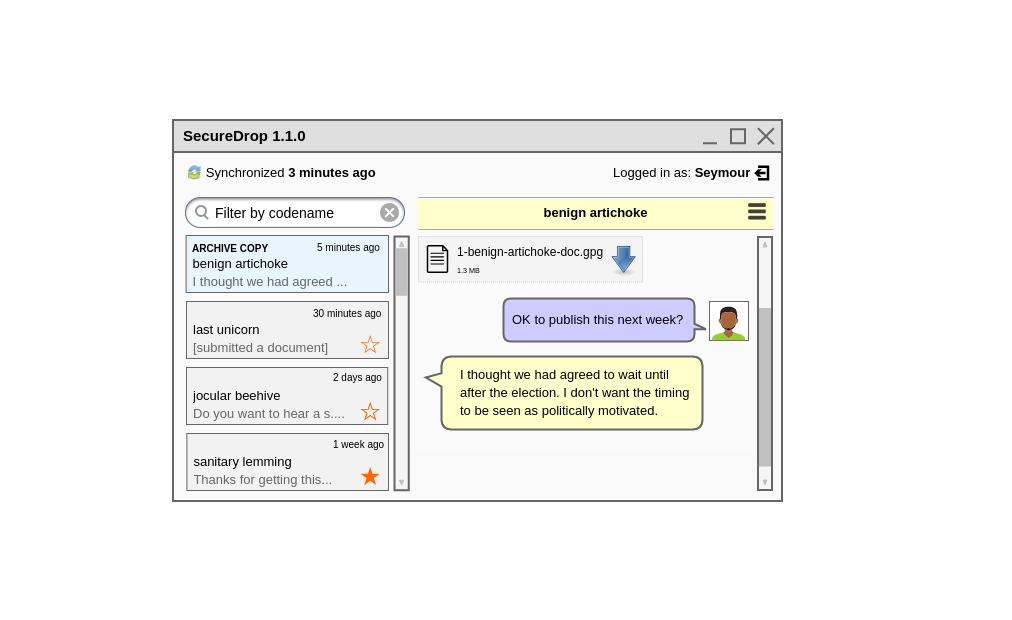 SecureDrop 1.1.0
Synchronized 3 minutes ago
Logged in as: Seymour
Filter by codename
benign artichoke
ARCHIVE COPY 5 minutes ago
benign artichoke
I thought we had agreed ...
30 minutes ago
last unicorn
[submitted a document]
2 days ago
jocular beehive
Do you want to hear a s....
1 week ago
sanitary lemming
Thanks for getting this...
1-benign-artichoke-doc.gpg
1.3 MB
OK to publish this next week?
I thought we had agreed to wait until
after the election. I don't want the timing
to be seen as politically motivated.